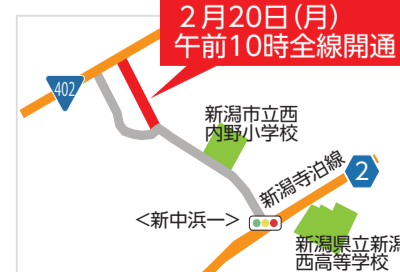 2月20日(月)
午前10時全線開通
402
新潟市立西
内野小学校
新潟寺泊線
2
<新中浜一>
新潟県立新潟
西高等学校